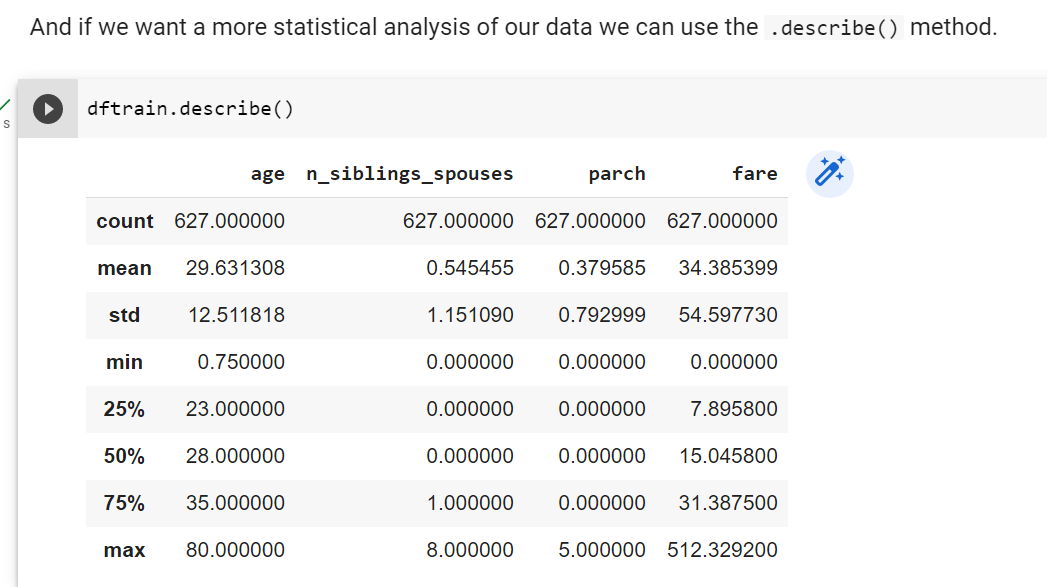 And if we want a more statistical analysis of our data we can use the .describe() method.
dftrain.describe()
s
age n_siblings_spouses parch fare
count 627.000000 627.000000 627.000000 627.000000
mean 29.631308 0.545455 0.379585 34.385399
std 12.511818 1.151090 0.792999 54.597730
min 0.750000 0.000000 0.000000 0.000000
25% 23.000000 0.000000 0.000000 7.895800
50% 28.000000 0.000000 0.000000 15.045800
75% 35.000000 1.000000 0.000000 31.387500
max 80.000000 8.000000 5.000000 512.329200